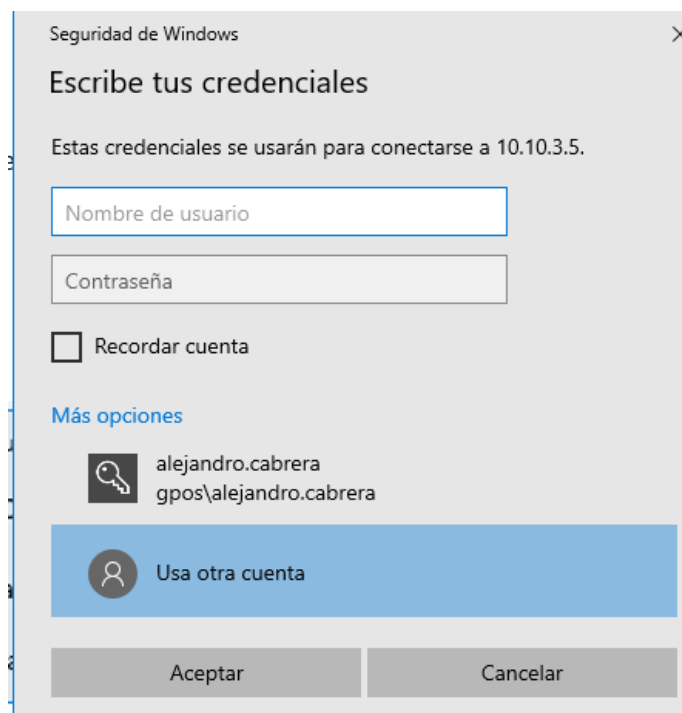 Seguridad de Windows
Escribe tus credenciales
Estas credenciales se usarán para conectarse a 10.10.3.5.
Nombre de usuario
Contraseña
Recordar cuenta
Más opciones
alejandro.cabrera
gpos\alejandro.cabrera
Usa otra cuenta
Aceptar
Cancelar